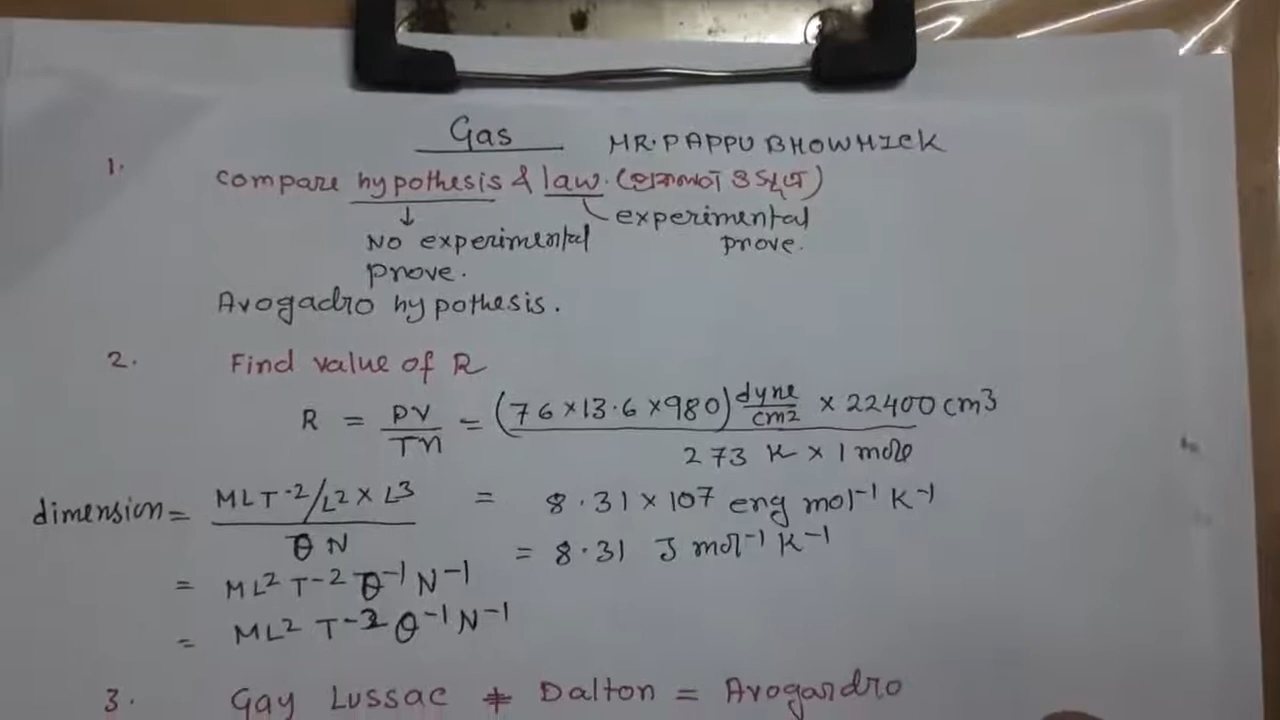 Gas MR. PAPPU BHOWMICK
1. Compare hypothesis & law. (প্রকল্প ও সূত্র)
No experimental prove.
experimental prove.
Avogadro hypothesis.
2. Find value of R
R = PV/Tn = (76 × 13.6 × 980) dyne/cm2 × 22400 cm3 / 273 K × 1 mole
dimension = MLT-2/L2 × L3 / θ N = 8.31 × 107 erg mol-1 K-1
= 8.31 J mol-1 K-1
= ML2 T-2 θ-1 N-1
= ML2 T-2 θ-1 N-1
3. Gay Lussac + Dalton = Avogardro